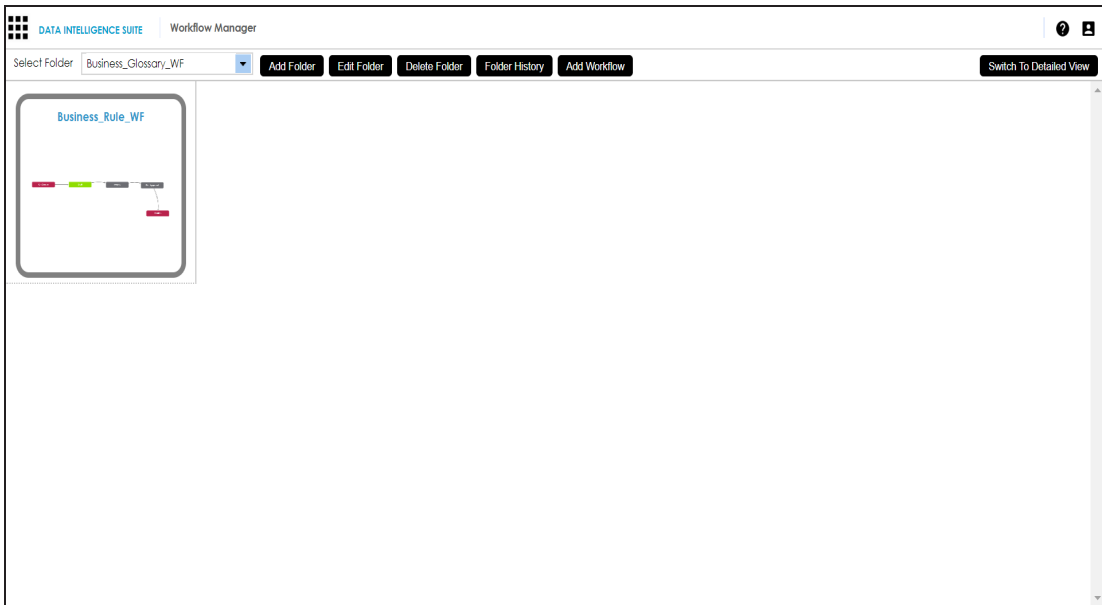 DATA INTELLIGENCE SUITE Workflow Manager
Select Folder Business_Glossary_WF Add Folder Edit Folder Delete Folder Folder History Add Workflow Switch To Detailed View
Business_Rule_WF